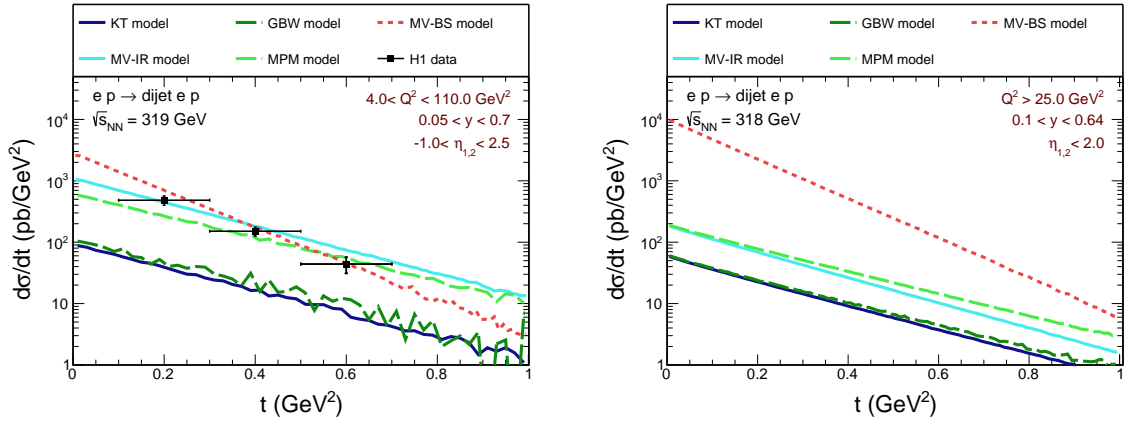 KT model GBW model MV-BS model
MV-IR model MPM model H1 data
e p → dijet e p
√s_NN = 319 GeV
4.0< Q² < 110.0 GeV²
0.05 < y < 0.7
-1.0< η_1,2 < 2.5
dσ/dt (pb/GeV²)
10⁴
10³
10²
10
1
0 0.2 0.4 0.6 0.8 1
t (GeV²)
KT model GBW model MV-BS model
MV-IR model MPM model
e p → dijet e p
√s_NN = 318 GeV
Q² > 25.0 GeV²
0.1 < y < 0.64
η_1,2 < 2.0
dσ/dt (pb/GeV²)
10⁴
10³
10²
10
1
0 0.2 0.4 0.6 0.8 1
t (GeV²)